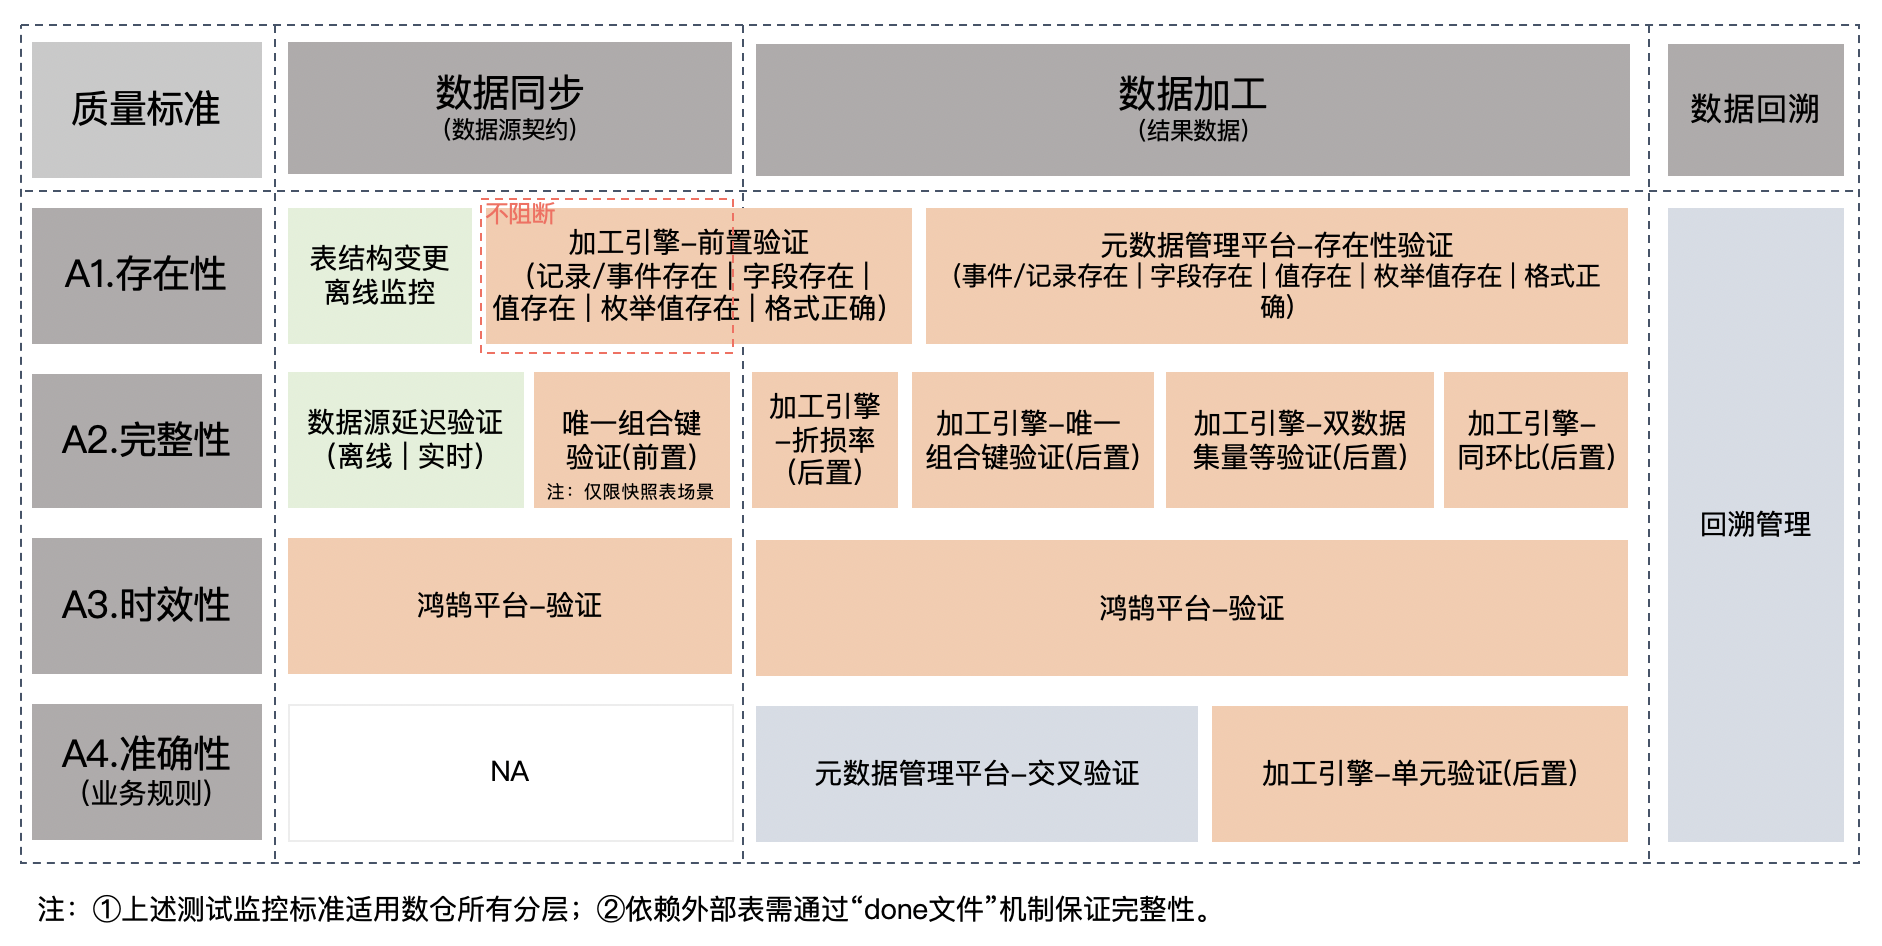 质量标准
数据同步
(数据源契约)
数据加工
(结果数据)
数据回溯
A1.存在性
表结构变更
离线监控
不阻断
加工引擎–前置验证
(记录/事件存在 | 字段存在 |
值存在 | 枚举值存在 | 格式正确)
元数据管理平台–存在性验证
(事件/记录存在 | 字段存在 | 值存在 | 枚举值存在 | 格式正
确)
A2.完整性
数据源延迟验证
(离线 | 实时)
唯一组合键
验证(前置)
注：仅限快照表场景
加工引擎
–折损率
(后置)
加工引擎–唯一
组合键验证(后置)
加工引擎–双数据
集量等验证(后置)
加工引擎–
同环比(后置)
回溯管理
A3.时效性
鸿鹄平台–验证
鸿鹄平台–验证
A4.准确性
(业务规则)
NA
元数据管理平台–交叉验证
加工引擎–单元验证(后置)
注：①上述测试监控标准适用数仓所有分层；②依赖外部表需通过“done文件”机制保证完整性。